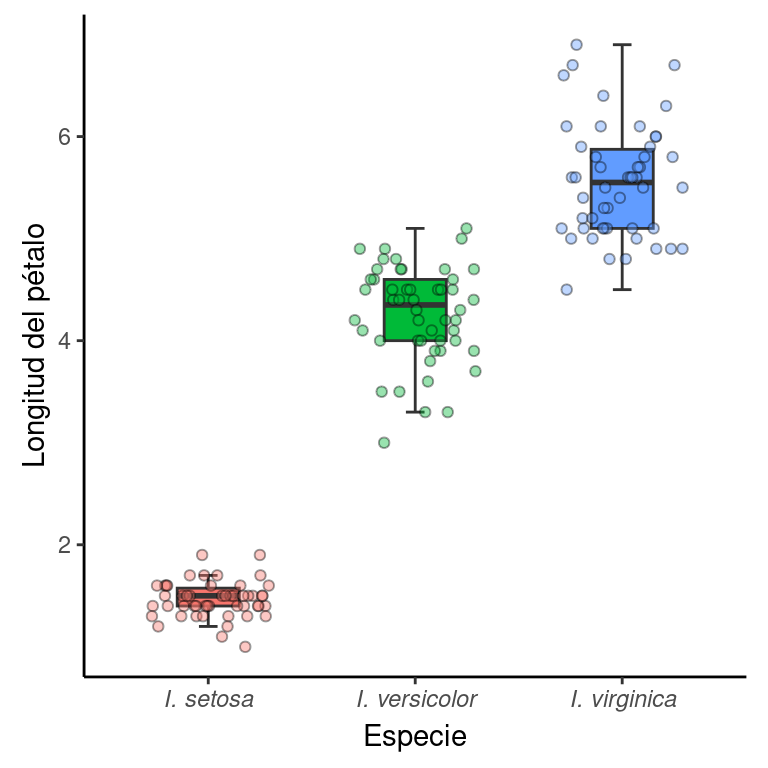 Longitud del pétalo
6
4
2
I. setosa
I. versicolor
I. virginica
Especie